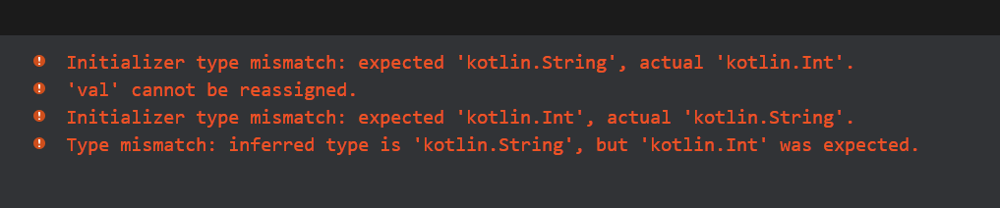 Initializer type mismatch: expected 'kotlin.String', actual 'kotlin.Int'.
'val' cannot be reassigned.
Initializer type mismatch: expected 'kotlin.Int', actual 'kotlin.String'.
Type mismatch: inferred type is 'kotlin.String', but 'kotlin.Int' was expected.